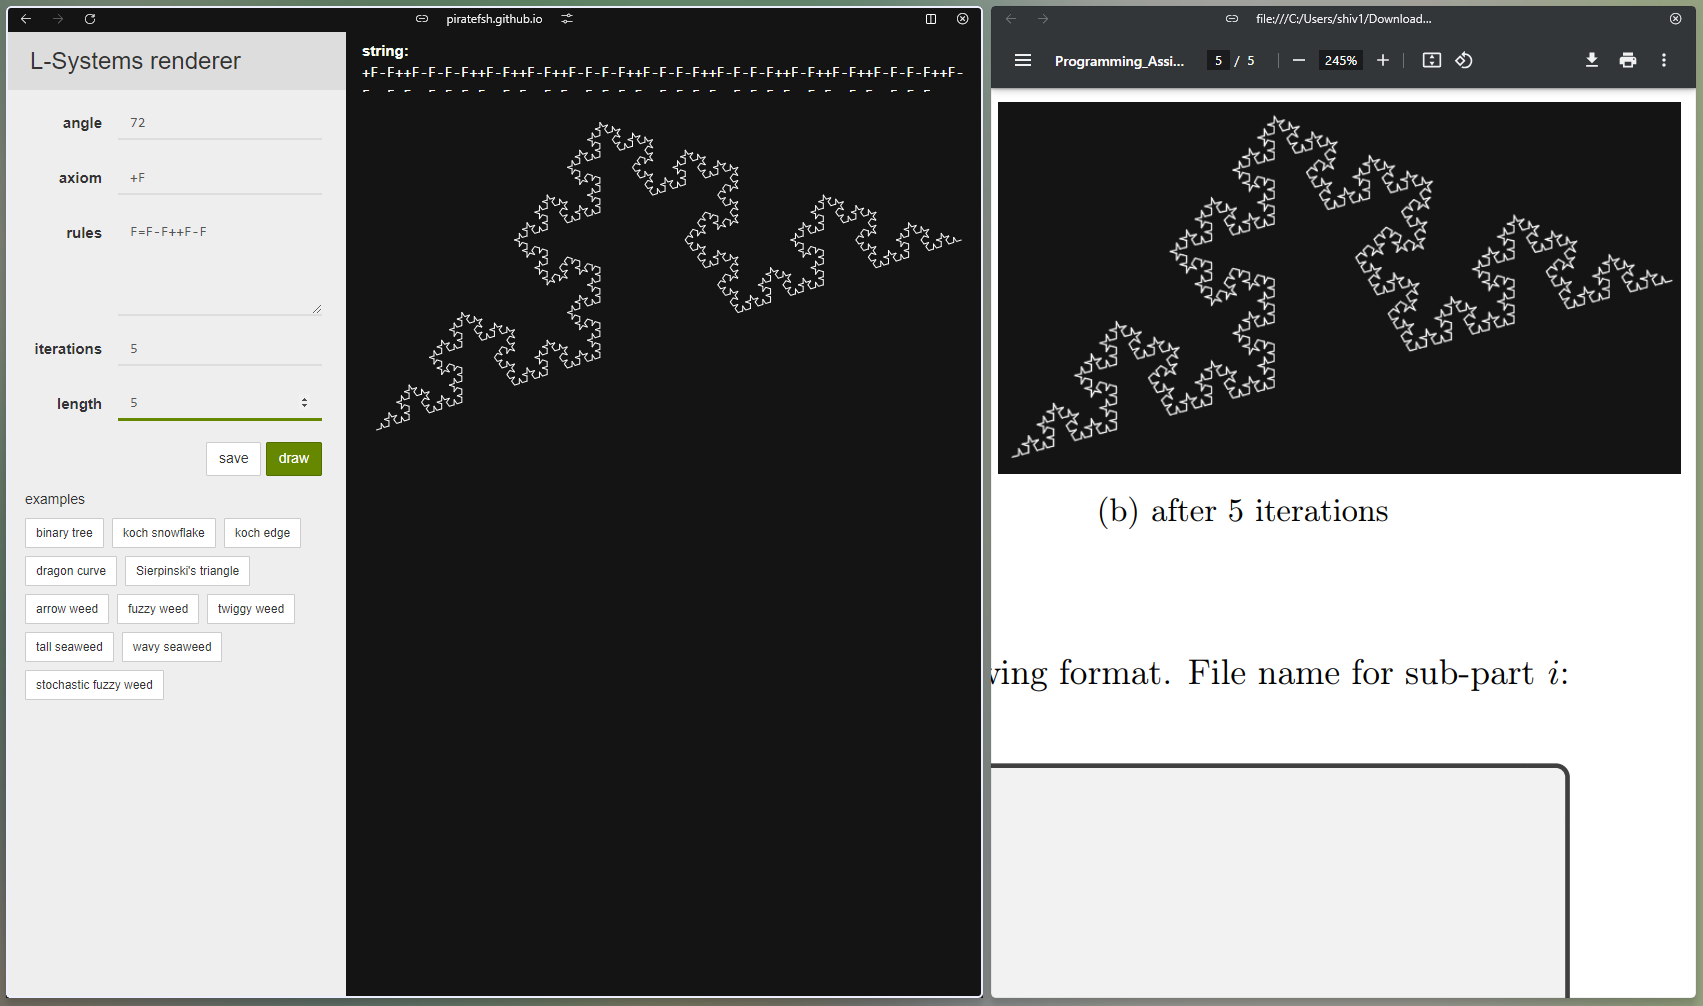 piratefsh.github.io
L-Systems renderer
angle 72
axiom +F
rules F=F-F++F-F
iterations 5
length 5
save draw
examples
binary tree koch snowflake koch edge
dragon curve Sierpinski's triangle
arrow weed fuzzy weed twiggy weed
tall seaweed wavy seaweed
stochastic fuzzy weed
string:
+F-F++F-F-F-F++F-F++F-F++F-F-F-F++F-F-F-F++F-F-F-F++F-F++F-F++F-F-F-F++F-
file:///C:/Users/shiv1/Download...
Programming_Assi... 5 / 5 245%
(b) after 5 iterations
ving format. File name for sub-part i: